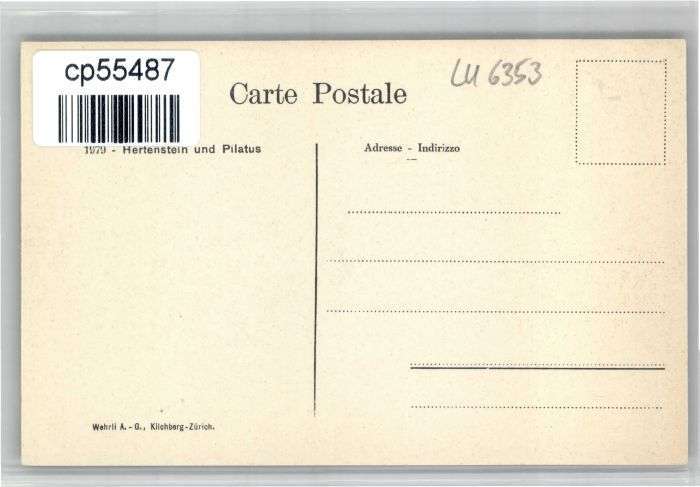 cp55487
LU 6353
Carte Postale
1979 - Hertenstein und Pilatus
Adresse - Indirizzo
Wehrli A.-G., Kilchberg-Zürich.